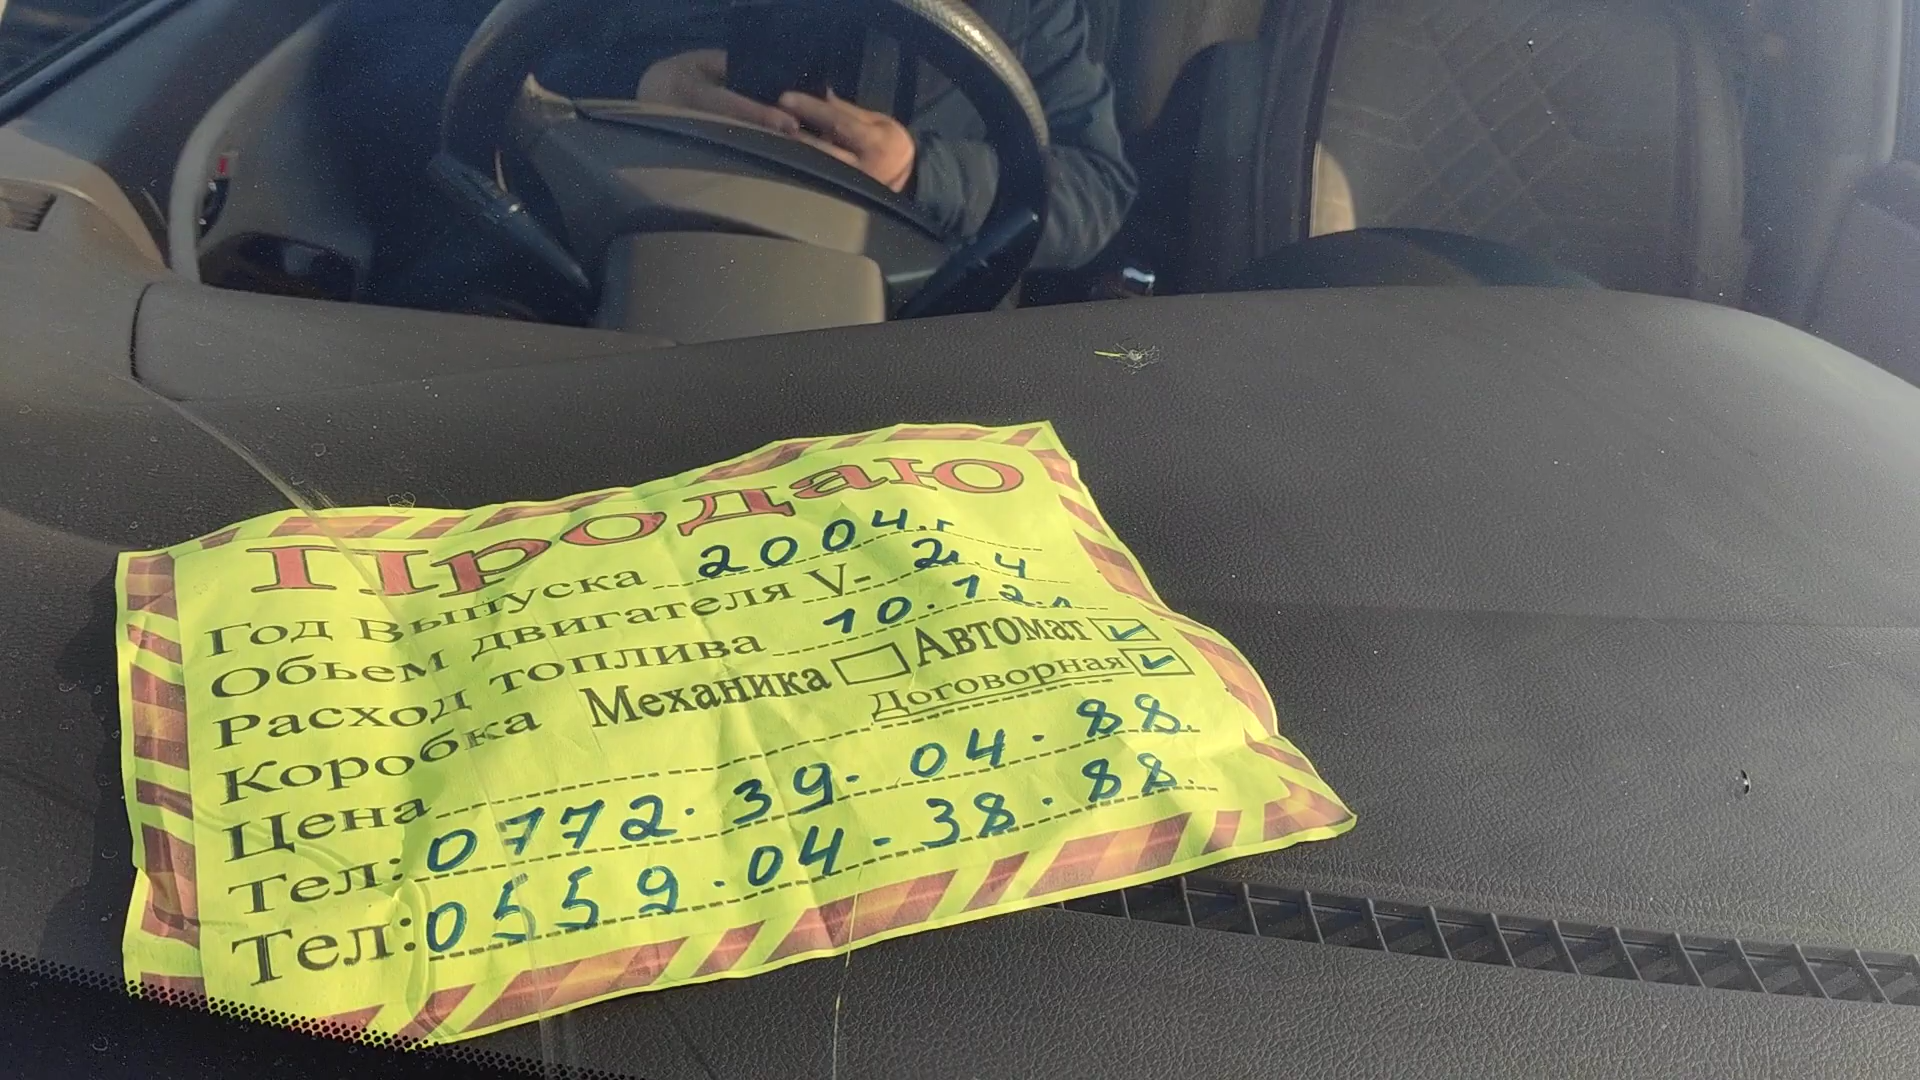 Продаю
Год выпуска 2004.г
Обьем двигателя V- 2.4
Расход топлива 10.12.л
Коробка Механика Автомат ✓
Цена Договорная ✓
Тел: 0772.39.04.88.
Тел: 0559.04-38.88.